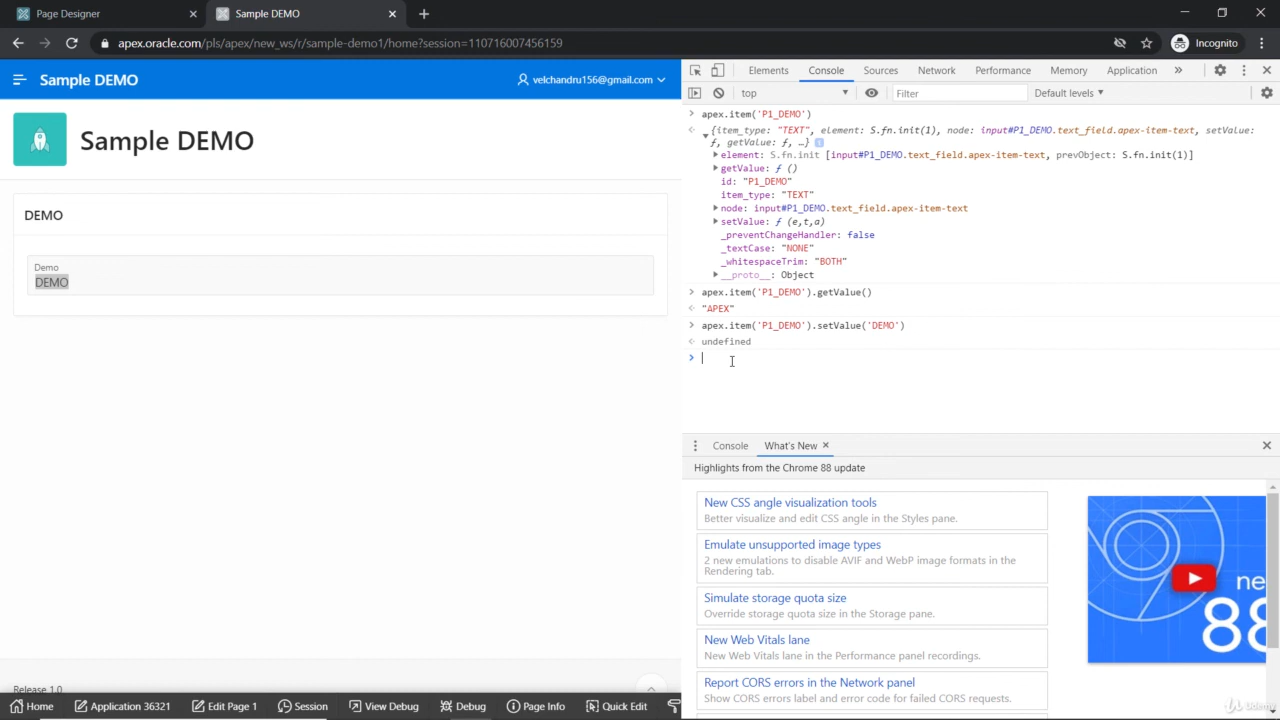 Page Designer
Sample DEMO
apex.oracle.com/pls/apex/new_ws/r/sample-demo1/home?session=110716007456159
Incognito
Sample DEMO
velchandru156@gmail.com
Sample DEMO
DEMO
Demo
DEMO
Release 1.0
Home
Session
View Debug
Debug
Page Info
Quick Edit
Elements
Console
Sources
Network
Performance
Memory
Application
top
Filter
Default levels
apex.item('P1_DEMO')
{item_type: "TEXT", element: S.fn.init(1), node: input#P1_DEMO.text_field.apex-item-text, setValue:
ƒ, getValue: ƒ, …}
element: S.fn.init [input#P1_DEMO.text_field.apex-item-text, prevObject: S.fn.init(1)]
getValue: ƒ ()
id: "P1_DEMO"
item_type: "TEXT"
node: input#P1_DEMO.text_field.apex-item-text
setValue: ƒ (e,t,a)
_preventChangeHandler: false
_textCase: "NONE"
_whitespaceTrim: "BOTH"
__proto__: Object
apex.item('P1_DEMO').getValue()
"APEX"
apex.item('P1_DEMO').setValue('DEMO')
undefined
Console
What's New
Highlights from the Chrome 88 update
New CSS angle visualization tools
Better visualize and edit CSS angle in the Styles pane.
Emulate unsupported image types
2 new emulations to disable AVIF and WebP image formats in the
Rendering tab.
Simulate storage quota size
Override storage quota size in the Storage pane.
New Web Vitals lane
New Web Vitals lane in the Performance panel recordings.
Report CORS errors in the Network panel
Show CORS errors label and error code for failed CORS requests.
ne
88
Udemy